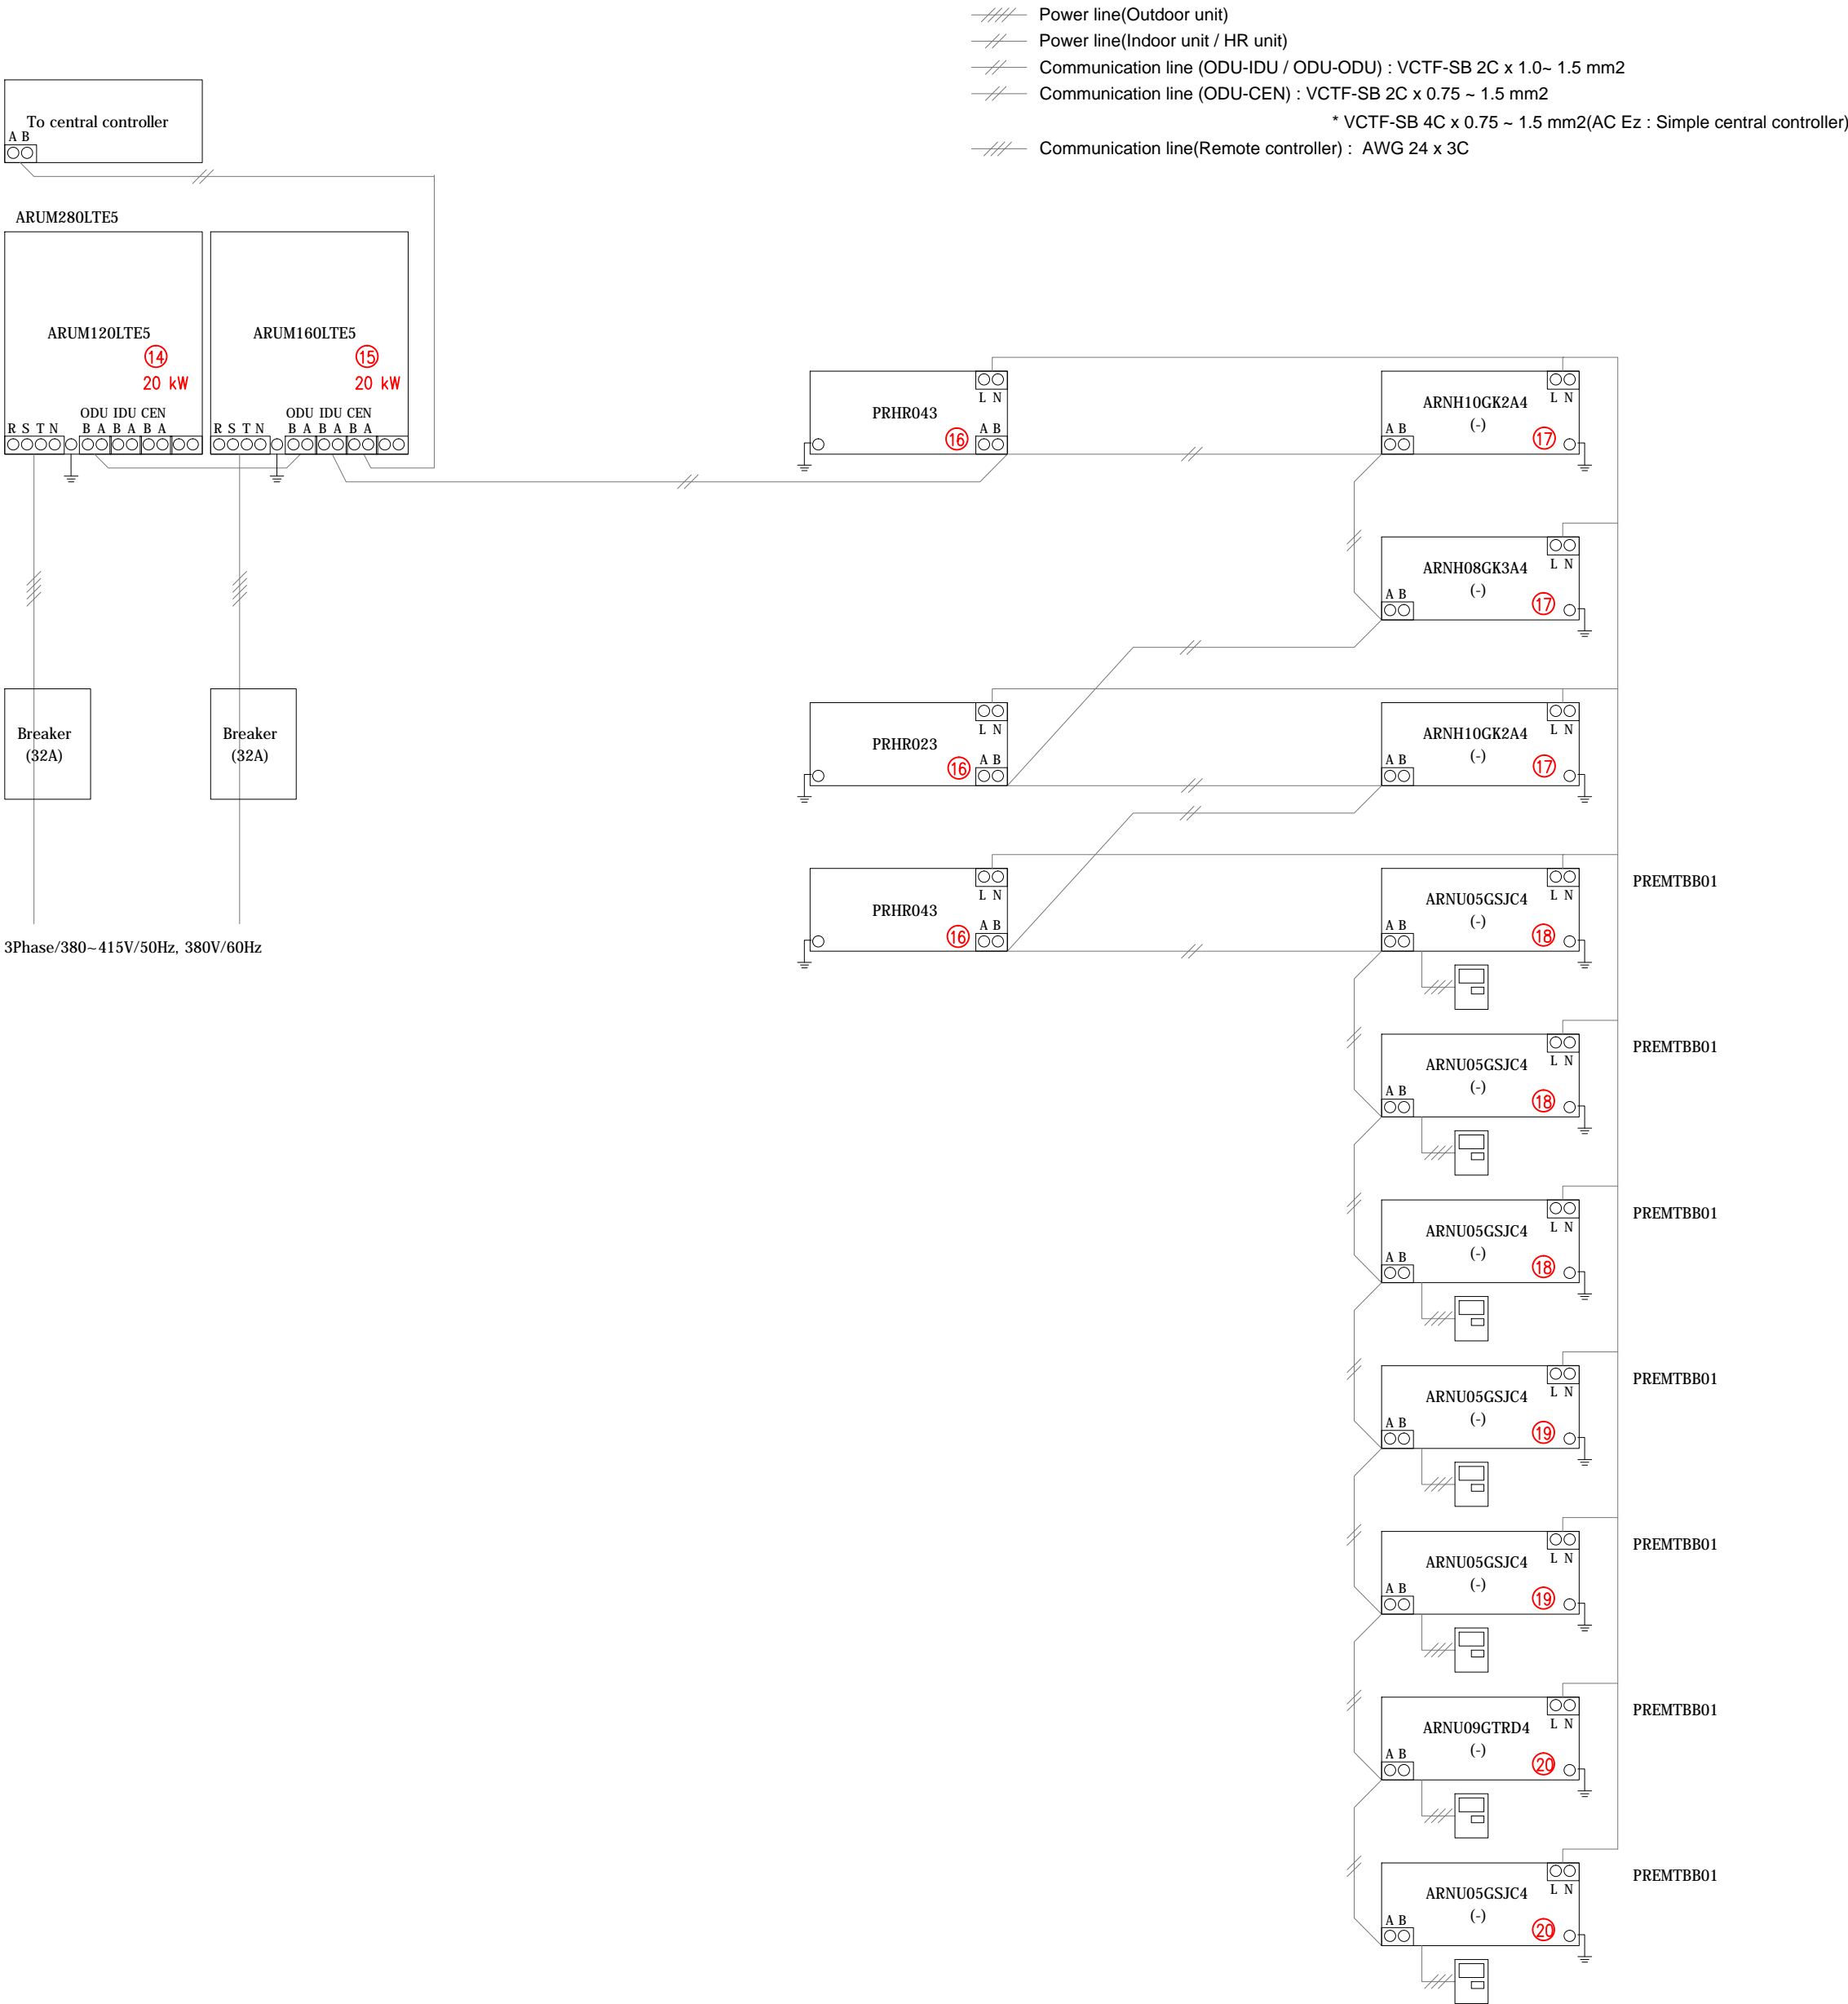 Power line(Outdoor unit)
Power line(Indoor unit / HR unit)
Communication line (ODU-IDU / ODU-ODU) : VCTF-SB 2C x 1.0~ 1.5 mm2
Communication line (ODU-CEN) : VCTF-SB 2C x 0.75 ~ 1.5 mm2
* VCTF-SB 4C x 0.75 ~ 1.5 mm2(AC Ez : Simple central controller)
Communication line(Remote controller) : AWG 24 x 3C
To central controller
A B
ARUM280LTE5
ARUM120LTE5
14
20 kW
ODU IDU CEN
R S T N B A B A B A
ARUM160LTE5
15
20 kW
ODU IDU CEN
R S T N B A B A B A
Breaker
(32A)
Breaker
(32A)
3Phase/380~415V/50Hz, 380V/60Hz
PRHR043
L N
A B
16
ARNH10GK2A4
(-)
L N
A B
17
ARNH08GK3A4
(-)
L N
A B
17
PRHR023
L N
A B
16
ARNH10GK2A4
(-)
L N
A B
17
PRHR043
L N
A B
16
ARNU05GSJC4
(-)
L N
A B
18
PREMTBB01
ARNU05GSJC4
(-)
L N
A B
18
PREMTBB01
ARNU05GSJC4
(-)
L N
A B
18
PREMTBB01
ARNU05GSJC4
(-)
L N
A B
19
PREMTBB01
ARNU05GSJC4
(-)
L N
A B
19
PREMTBB01
ARNU09GTRD4
(-)
L N
A B
20
PREMTBB01
ARNU05GSJC4
(-)
L N
A B
20
PREMTBB01